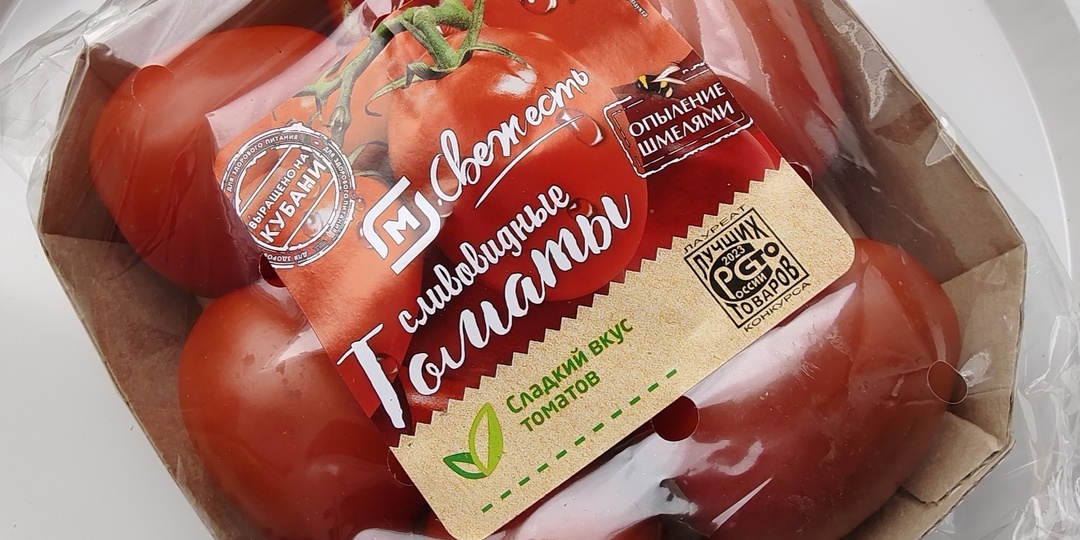 ДЛЯ ЗДОРОВОГО ПИТАНИЯ
ВЫРАЩЕНО НА
КУБАНИ
М Свежесть
ОПЫЛЕНИЕ
ШМЕЛЯМИ
сливовидные
Томаты
ЛАУРЕАТ
ЛУЧШИХ
2023
Сто
России
ТОВАРОВ
КОНКУРСА
Сладкий вкус
томатов